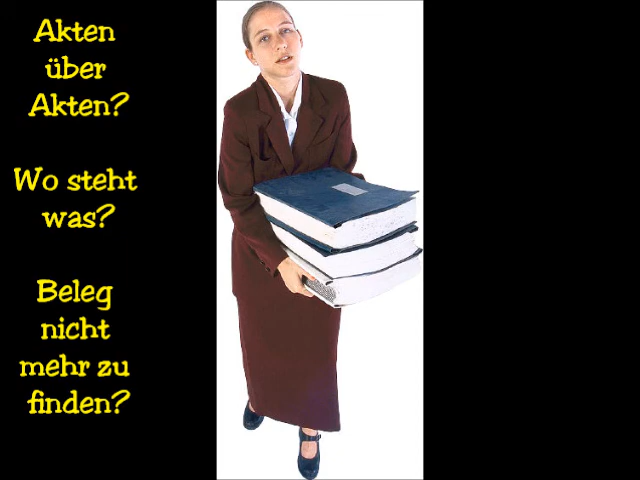 Akten
über
Akten?
Wo steht
was?
Beleg
nicht
mehr zu
finden?